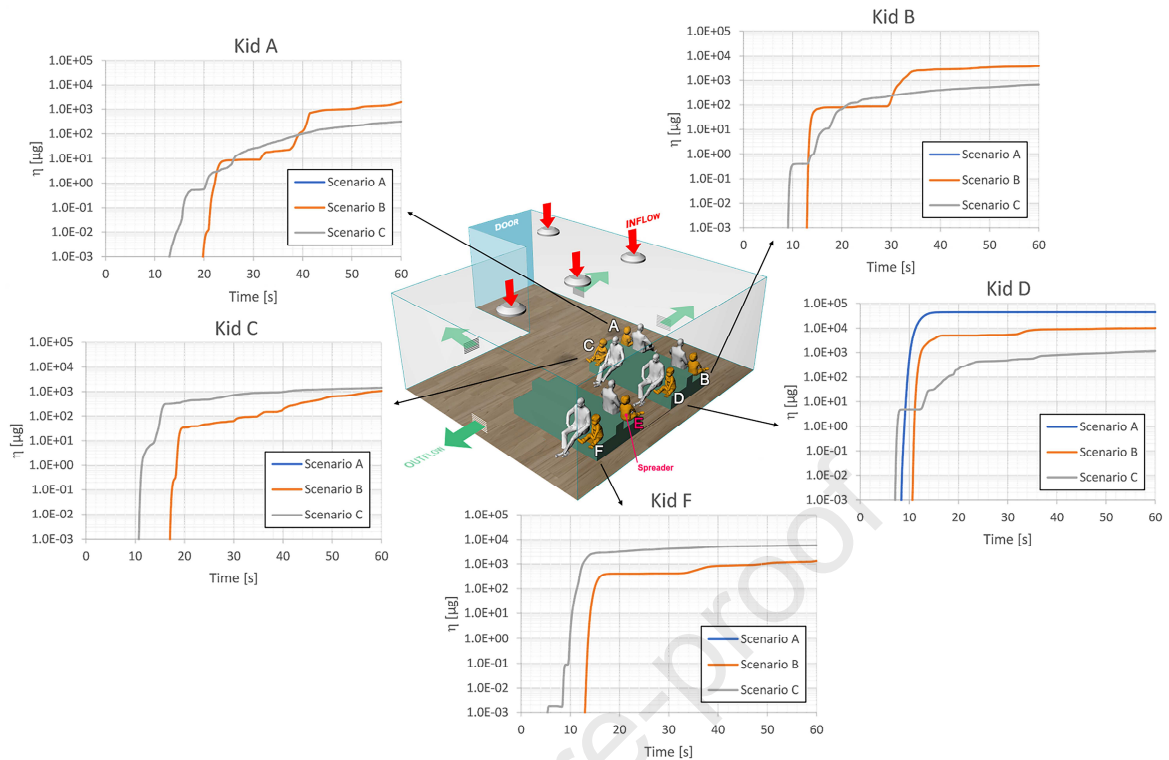 Kid A
η [µg]
1.0E+05
1.0E+04
1.0E+03
1.0E+02
1.0E+01
1.0E+00
1.0E-01
1.0E-02
1.0E-03
0 10 20 30 40 50 60
Time [s]
Scenario A
Scenario B
Scenario C
Kid B
η [µg]
1.0E+05
1.0E+04
1.0E+03
1.0E+02
1.0E+01
1.0E+00
1.0E-01
1.0E-02
1.0E-03
0 10 20 30 40 50 60
Time [s]
Scenario A
Scenario B
Scenario C
Kid C
η [µg]
1.0E+05
1.0E+04
1.0E+03
1.0E+02
1.0E+01
1.0E+00
1.0E-01
1.0E-02
1.0E-03
0 10 20 30 40 50 60
Time [s]
Scenario A
Scenario B
Scenario C
DOOR
INFLOW
OUTFLOW
A
C
B
D
E
F
Spreader
Kid D
η [µg]
1.0E+05
1.0E+04
1.0E+03
1.0E+02
1.0E+01
1.0E+00
1.0E-01
1.0E-02
1.0E-03
0 10 20 30 40 50 60
Time [s]
Scenario A
Scenario B
Scenario C
Kid F
η [µg]
1.0E+05
1.0E+04
1.0E+03
1.0E+02
1.0E+01
1.0E+00
1.0E-01
1.0E-02
1.0E-03
0 10 20 30 40 50 60
Time [s]
Scenario A
Scenario B
Scenario C
re-proof